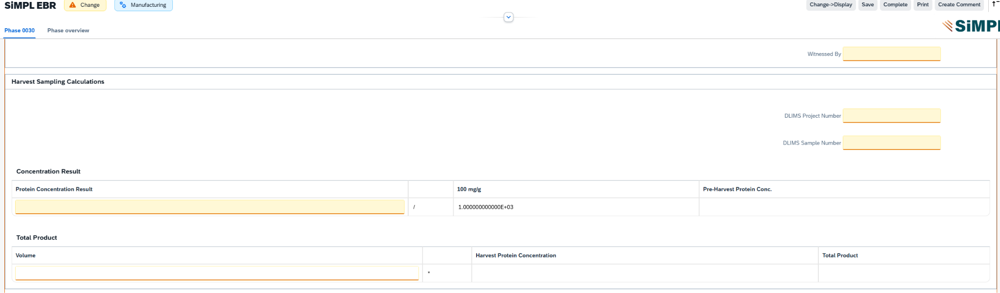 SiMPL EBR Change Manufacturing Change->Display Save Complete Print Create Comment
Phase 0030 Phase overview
Witnessed By
Harvest Sampling Calculations
DLIMS Project Number
DLIMS Sample Number
Concentration Result
Protein Concentration Result 100 mg/g Pre-Harvest Protein Conc.
/ 1.000000000000E+03
Total Product
Volume Harvest Protein Concentration Total Product
*